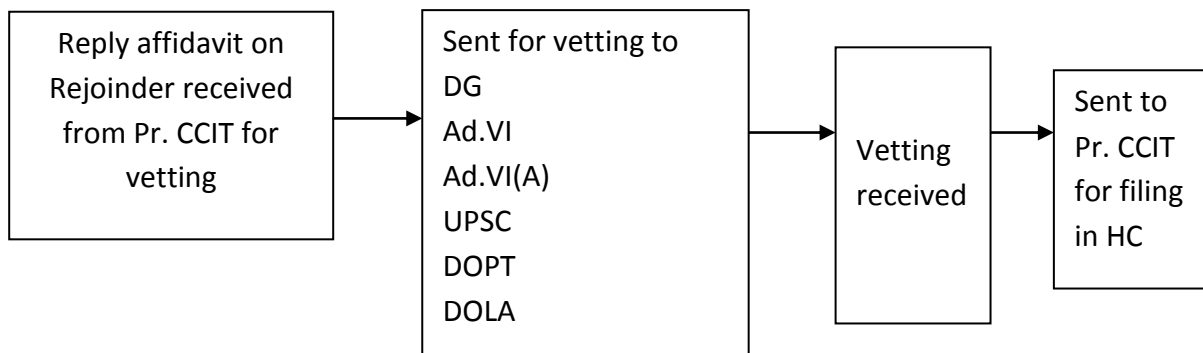 Reply affidavit on
Rejoinder received
from Pr. CCIT for
vetting
Sent for vetting to
DG
Ad.VI
Ad.VI(A)
UPSC
DOPT
DOLA
Vetting
received
Sent to
Pr. CCIT
for filing
in HC